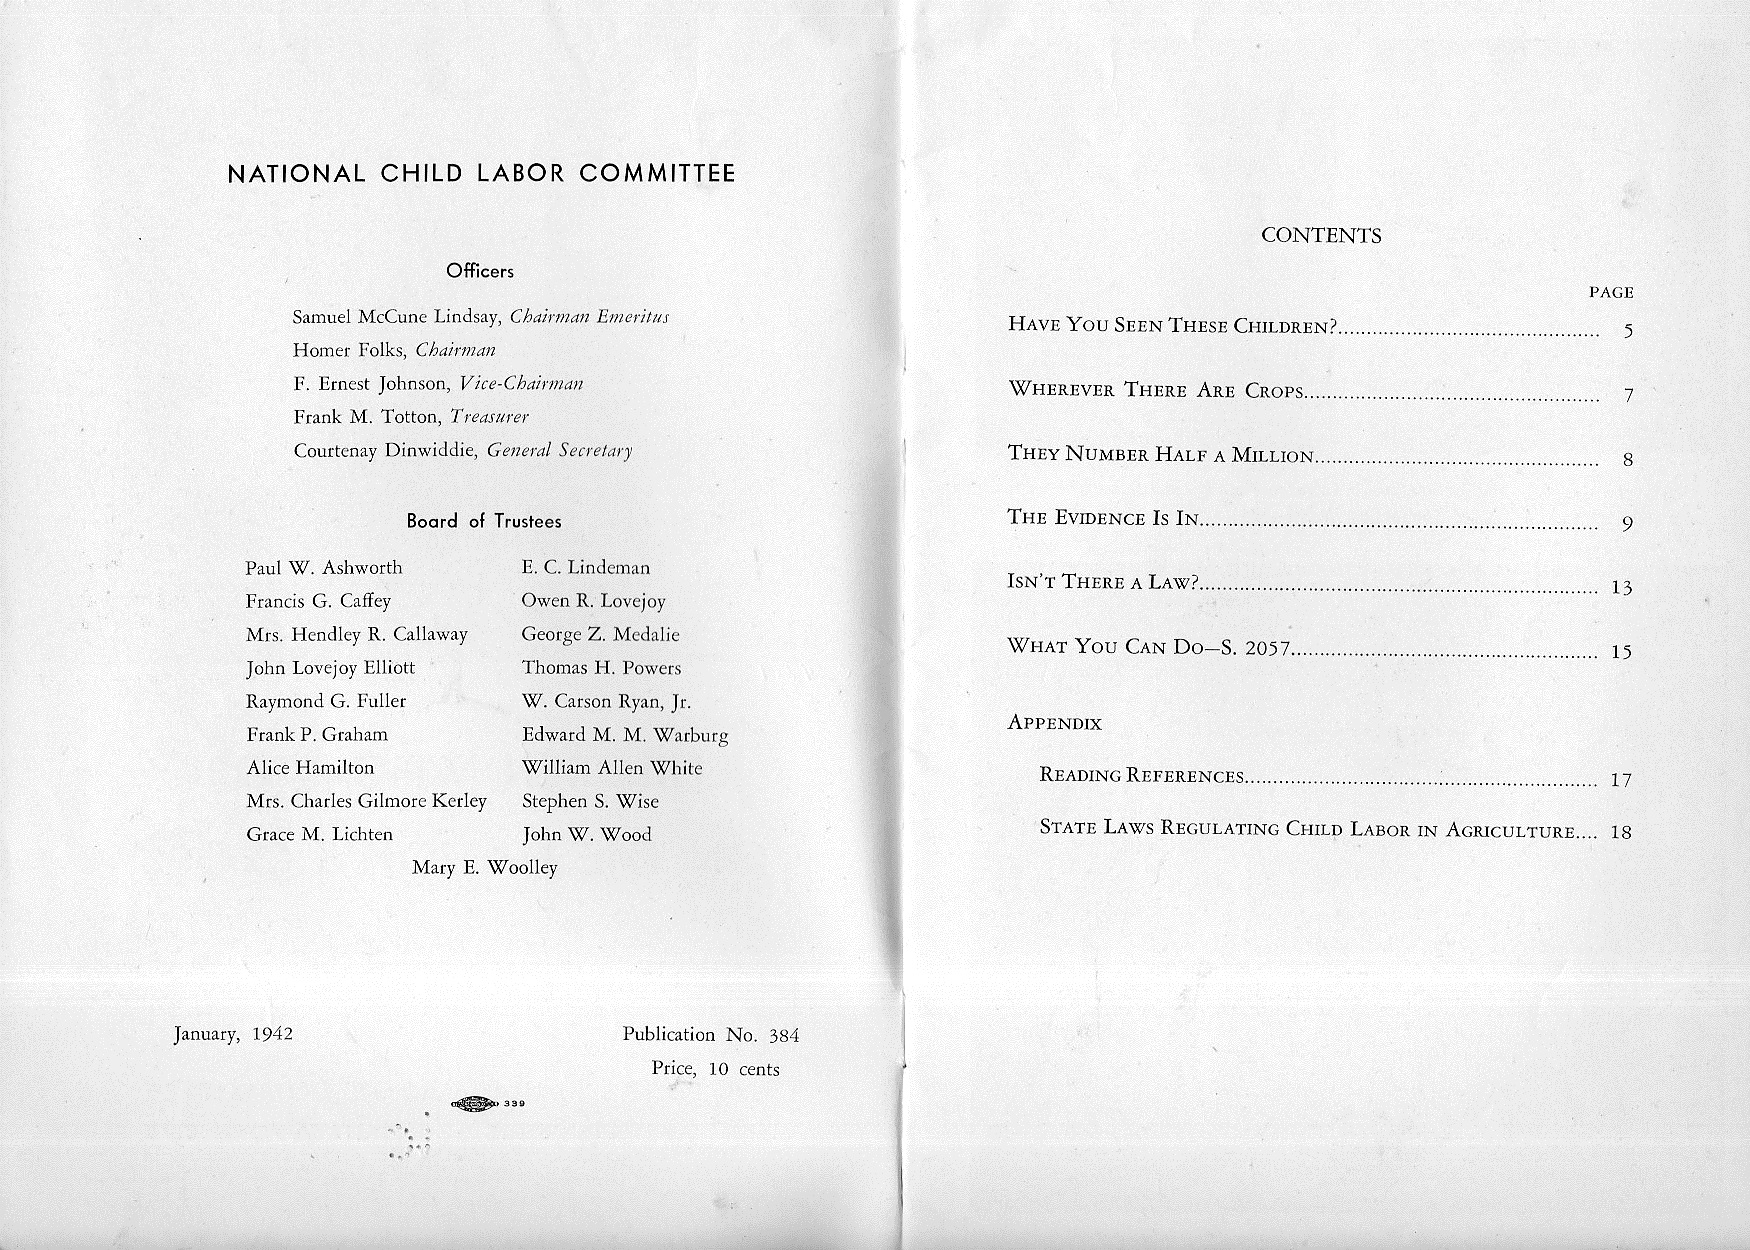 NATIONAL CHILD LABOR COMMITTEE
Officers
Samuel McCune Lindsay, Chairman Emeritus
Homer Folks, Chairman
F. Ernest Johnson, Vice-Chairman
Frank M. Totton, Treasurer
Courtenay Dinwiddie, General Secretary
Board of Trustees
Paul W. Ashworth
Francis G. Caffey
Mrs. Hendley R. Callaway
John Lovejoy Elliott
Raymond G. Fuller
Frank P. Graham
Alice Hamilton
Mrs. Charles Gilmore Kerley
Grace M. Lichten
E. C. Lindeman
Owen R. Lovejoy
George Z. Medalie
Thomas H. Powers
W. Carson Ryan, Jr.
Edward M. M. Warburg
William Allen White
Stephen S. Wise
John W. Wood
Mary E. Woolley
January, 1942
Publication No. 384
Price, 10 cents
339
CONTENTS
PAGE
HAVE YOU SEEN THESE CHILDREN?.......... 5
WHEREVER THERE ARE CROPS.......... 7
THEY NUMBER HALF A MILLION.......... 8
THE EVIDENCE IS IN.......... 9
ISN'T THERE A LAW?.......... 13
WHAT YOU CAN DO—S. 2057.......... 15
APPENDIX
READING REFERENCES.......... 17
STATE LAWS REGULATING CHILD LABOR IN AGRICULTURE.... 18